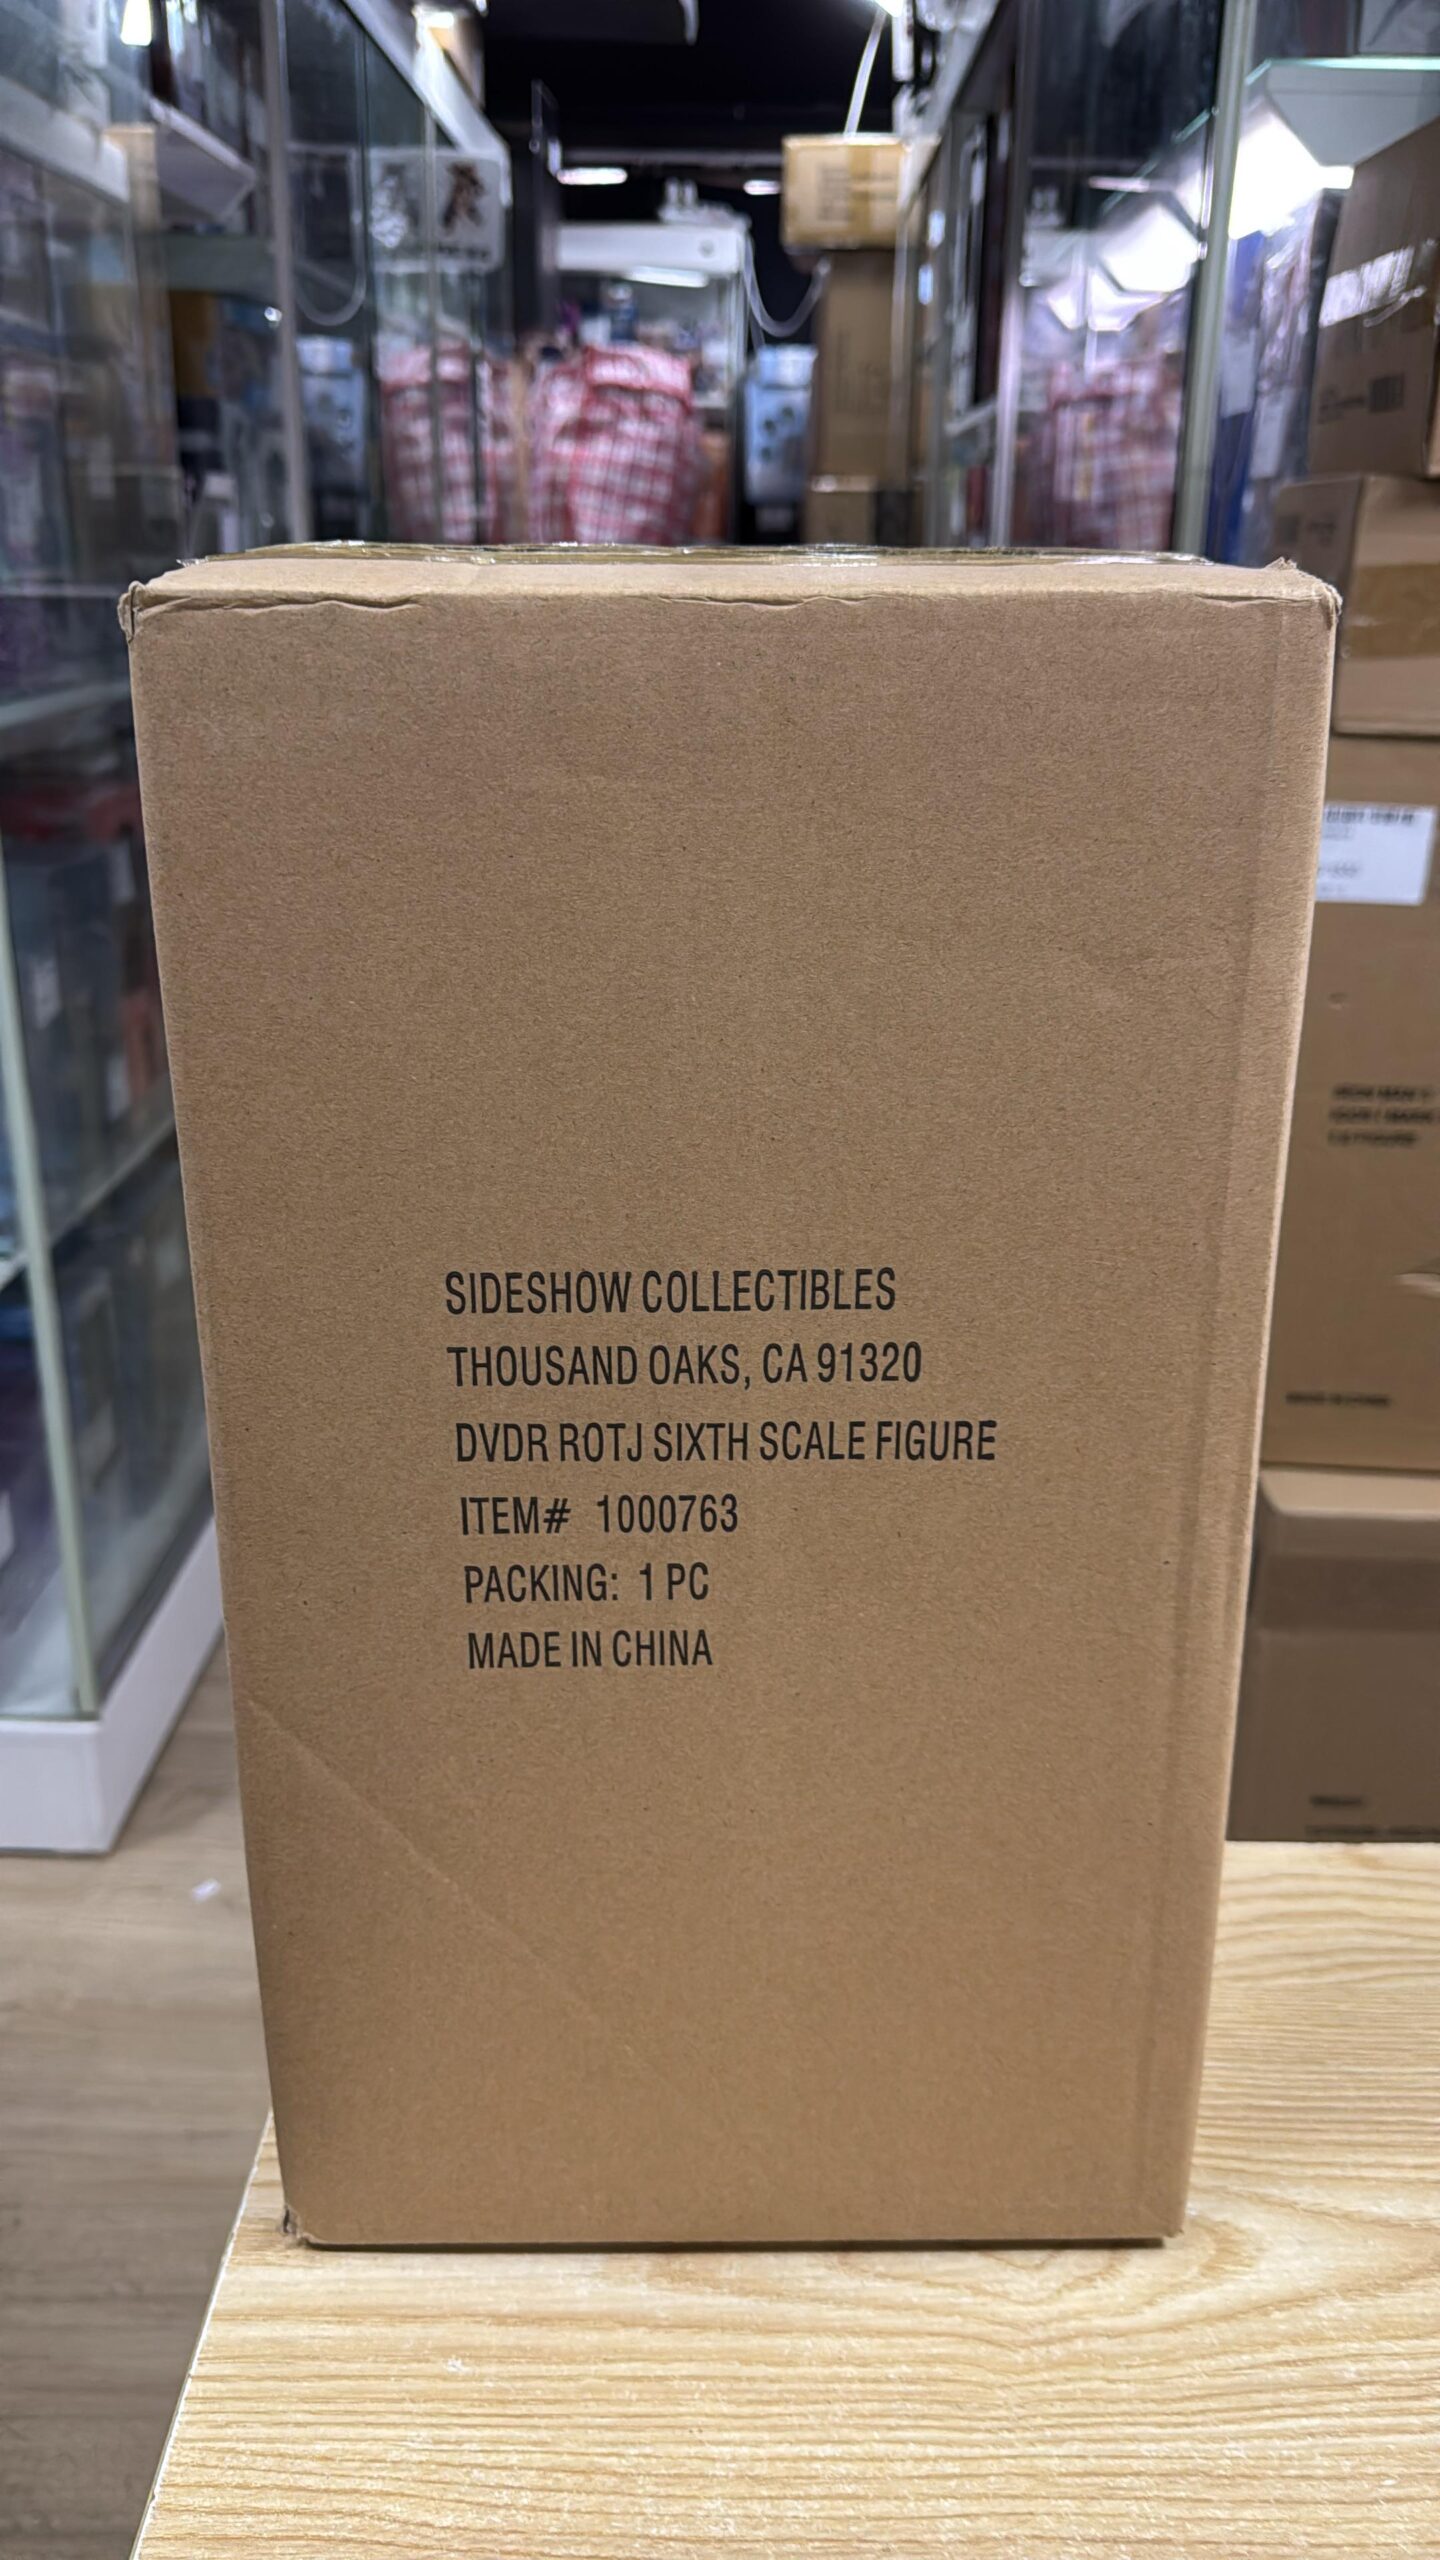 SIDESHOW COLLECTIBLES
THOUSAND OAKS, CA 91320
DVDR ROTJ SIXTH SCALE FIGURE
ITEM# 1000763
PACKING: 1 PC
MADE IN CHINA